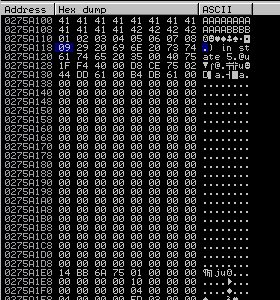 Address Hex dump ASCII
0275A100 41 41 41 41 41 41 41 41 AAAAAAAA
0275A108 41 41 41 41 42 42 42 42 AAAABBBB
0275A110 01 02 03 04 05 06 07 08
0275A118 09 29 20 69 6E 20 73 74 ) in st
0275A120 61 74 65 20 35 00 40 75 ate 5.@u
0275A128 1F F4 40 00 DB CE 75 02
0275A130 44 DD 61 00 B4 DB 61 00
0275A138 00 00 00 00 00 00 00 00 ........
0275A140 00 00 00 00 00 00 00 00 ........
0275A148 00 00 00 00 00 00 00 00 ........
0275A150 00 00 00 00 00 00 00 00 ........
0275A158 00 00 00 00 00 00 00 00 ........
0275A160 00 00 00 00 00 00 00 00 ........
0275A168 00 00 00 00 00 00 00 00 ........
0275A170 00 00 00 00 00 00 00 00 ........
0275A178 00 00 00 00 00 00 00 00 ........
0275A180 00 00 00 00 00 00 00 00 ........
0275A188 00 00 00 00 00 00 00 00 ........
0275A190 00 00 00 00 00 00 00 00 ........
0275A198 00 00 00 00 00 00 00 00 ........
0275A1A0 00 00 00 00 00 00 00 00 ........
0275A1A8 00 00 00 00 00 00 00 00 ........
0275A1B0 00 00 00 00 00 00 00 00 ........
0275A1B8 00 00 00 00 00 00 00 00 ........
0275A1C0 00 00 00 00 00 00 00 00 ........
0275A1C8 00 00 00 00 00 00 00 00 ........
0275A1D0 00 00 00 00 00 00 00 00 ........
0275A1D8 00 00 00 00 00 00 00 00 ........
0275A1E0 14 BB 6A 75 01 00 00 00
0275A1E8 00 00 00 00 10 00 00 00
0275A1F0 00 00 00 00 04 00 00 00